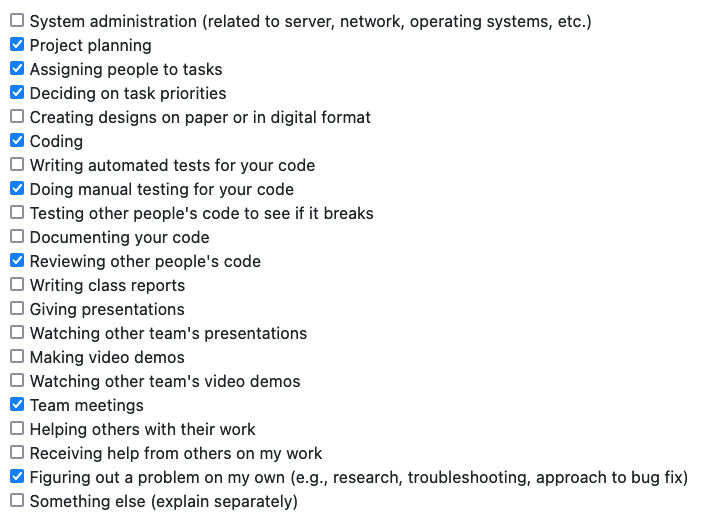 System administration (related to server, network, operating systems, etc.)
Project planning
Assigning people to tasks
Deciding on task priorities
Creating designs on paper or in digital format
Coding
Writing automated tests for your code
Doing manual testing for your code
Testing other people's code to see if it breaks
Documenting your code
Reviewing other people's code
Writing class reports
Giving presentations
Watching other team's presentations
Making video demos
Watching other team's video demos
Team meetings
Helping others with their work
Receiving help from others on my work
Figuring out a problem on my own (e.g., research, troubleshooting, approach to bug fix)
Something else (explain separately)